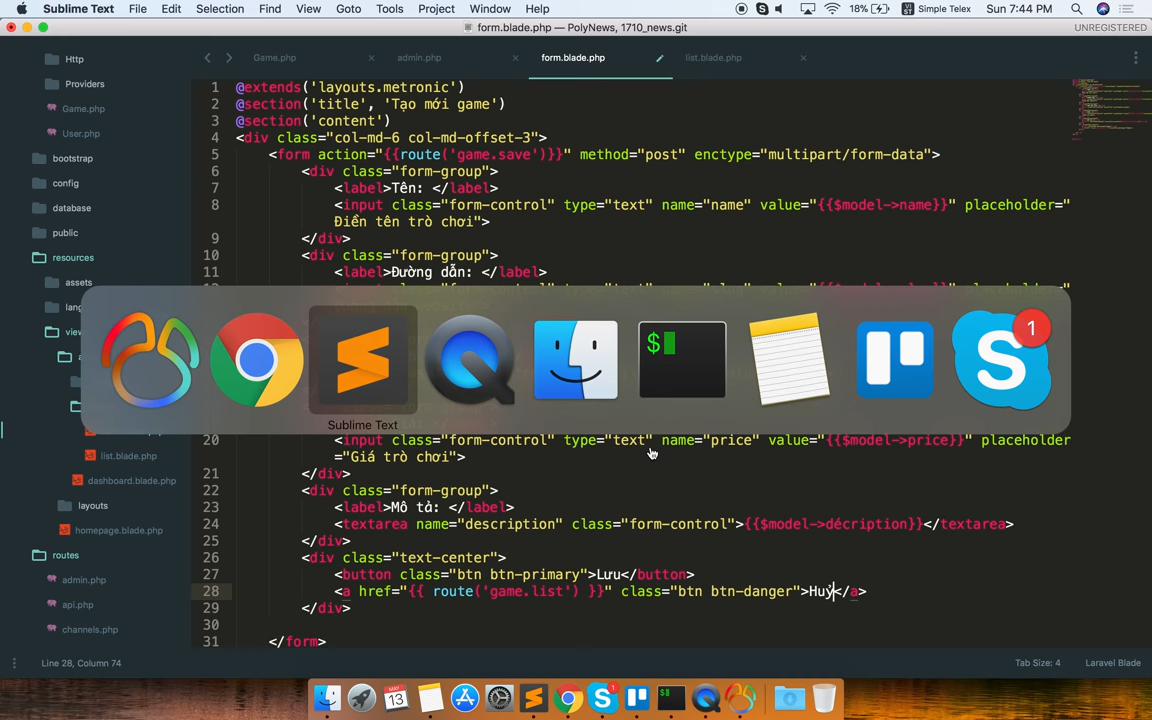 Sublime Text File Edit Selection Find View Goto Tools Project Window Help 18% Simple Telex Sun 7:44 PM
form.blade.php — PolyNews, 1710_news.git UNREGISTERED
Game.php admin.php form.blade.php list.blade.php
Http
Providers
Game.php
User.php
bootstrap
config
database
public
resources
assets
lang
list.blade.php
dashboard.blade.php
layouts
homepage.blade.php
routes
admin.php
api.php
channels.php
1 @extends('layouts.metronic')
2 @section('title', 'Tạo mới game')
3 @section('content')
4 <div class="col-md-6 col-md-offset-3">
5 <form action="{{route('game.save')}}" method="post" enctype="multipart/form-data">
6 <div class="form-group">
7 <label>Tên: </label>
8 <input class="form-control" type="text" name="name" value="{{$model->name}}" placeholder="
Điền tên trò chơi">
9 </div>
10 <div class="form-group">
11 <label>Đường dẫn: </label>
$
1
Sublime Text
20 <input class="form-control" type="text" name="price" value="{{$model->price}}" placeholder
="Giá trò chơi">
21 </div>
22 <div class="form-group">
23 <label>Mô tả: </label>
24 <textarea name="description" class="form-control">{{$model->décription}}</textarea>
25 </div>
26 <div class="text-center">
27 <button class="btn btn-primary">Lưu</button>
28 <a href="{{ route('game.list') }}" class="btn btn-danger">Huỷ</a>
29 </div>
30
31 </form>
Line 28, Column 74 Tab Size: 4 Laravel Blade
MAY
13
1